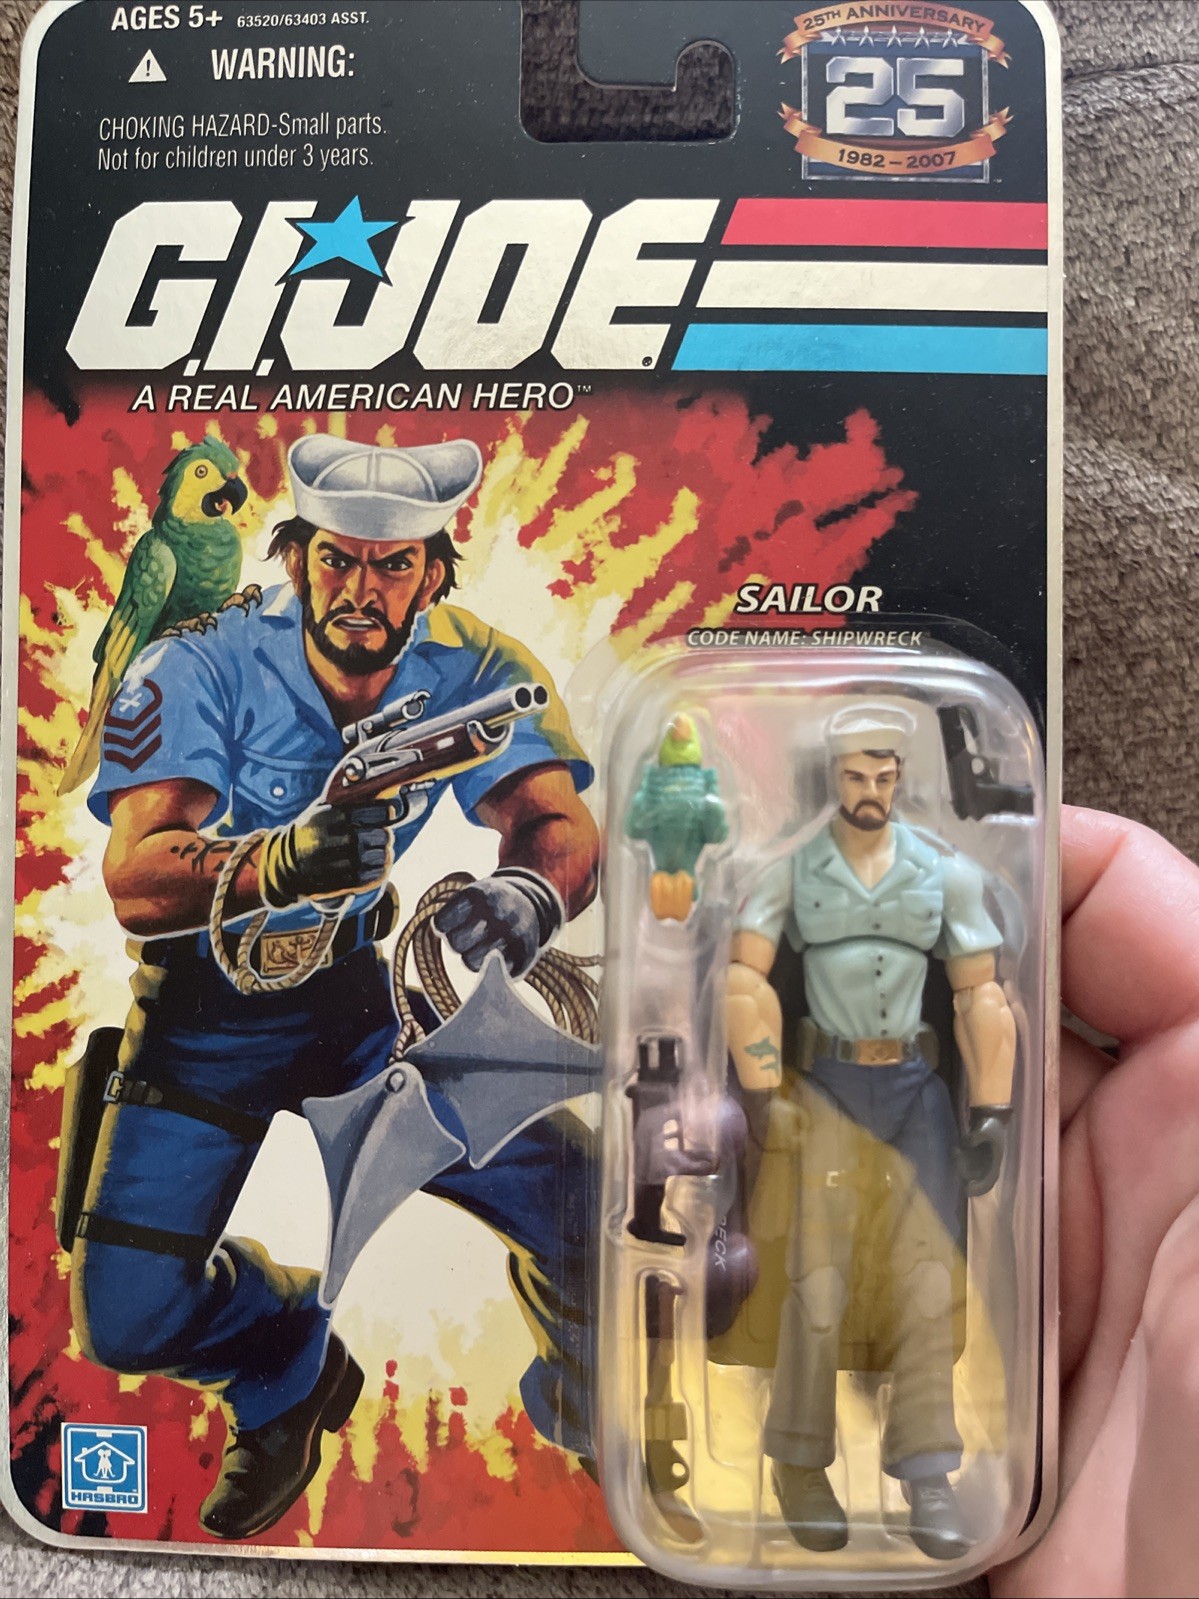 AGES 5+ 63520/63403 ASST.
WARNING:
CHOKING HAZARD-Small parts.
Not for children under 3 years.
25TH ANNIVERSARY
25
1982-2007
G.I.JOE
A REAL AMERICAN HERO™
SAILOR
CODE NAME: SHIPWRECK
RECK
HASBRO